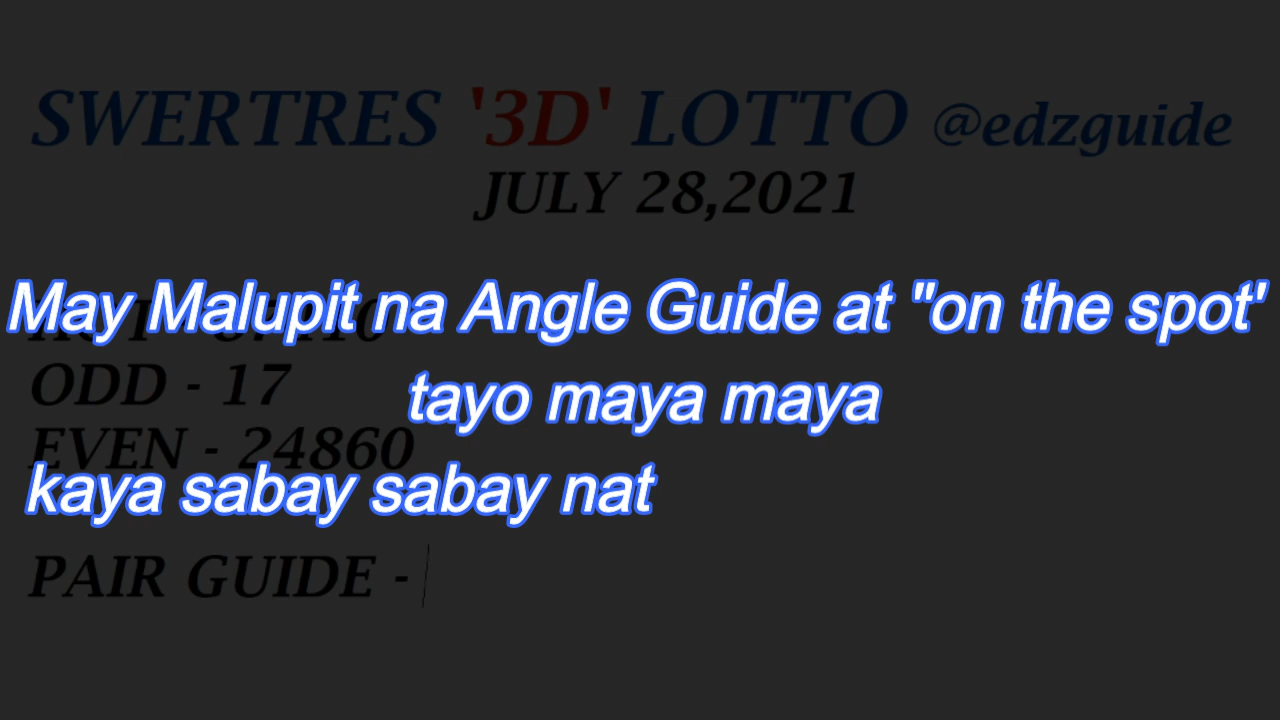 SWERTRES '3D' LOTTO @edzguide
JULY 28,2021
May Malupit na Angle Guide at "on the spot'
tayo maya maya
ODD - 17
EVEN - 24860
kaya sabay sabay nat
PAIR GUIDE -